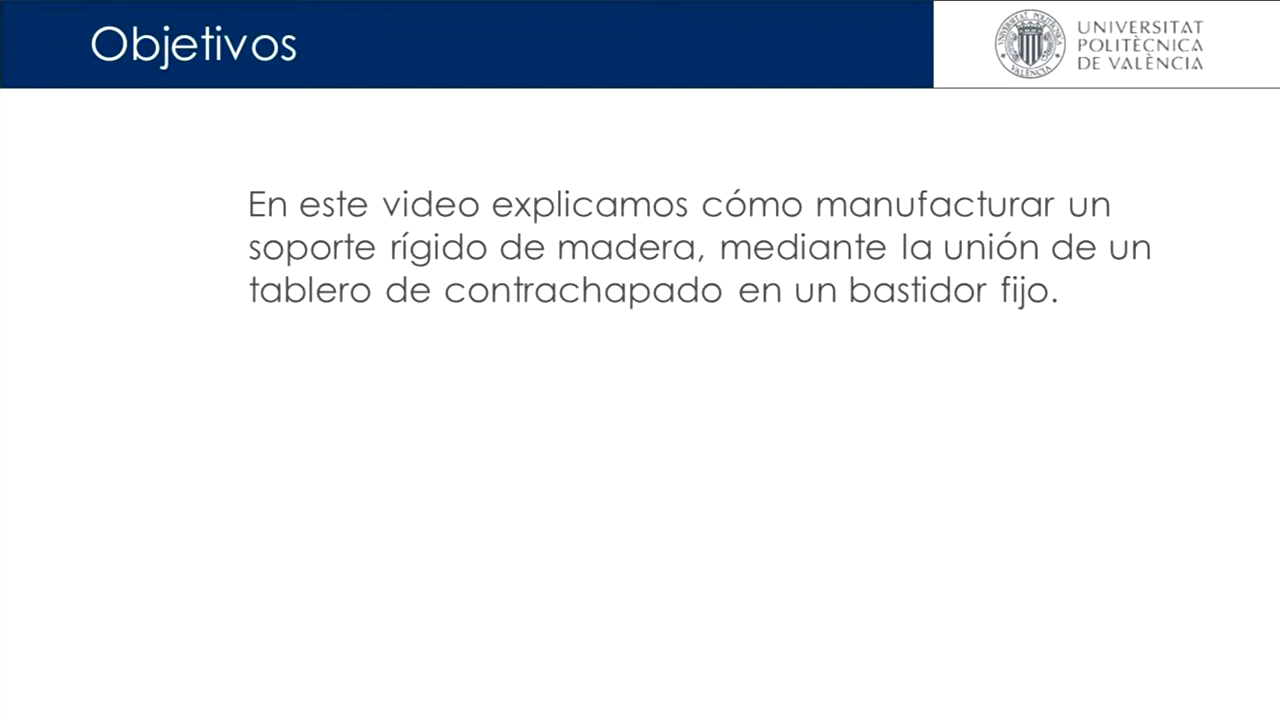 Objetivos
UNIVERSITAT
POLITÈCNICA
DE VALÈNCIA
En este video explicamos cómo manufacturar un
soporte rígido de madera, mediante la unión de un
tablero de contrachapado en un bastidor fijo.